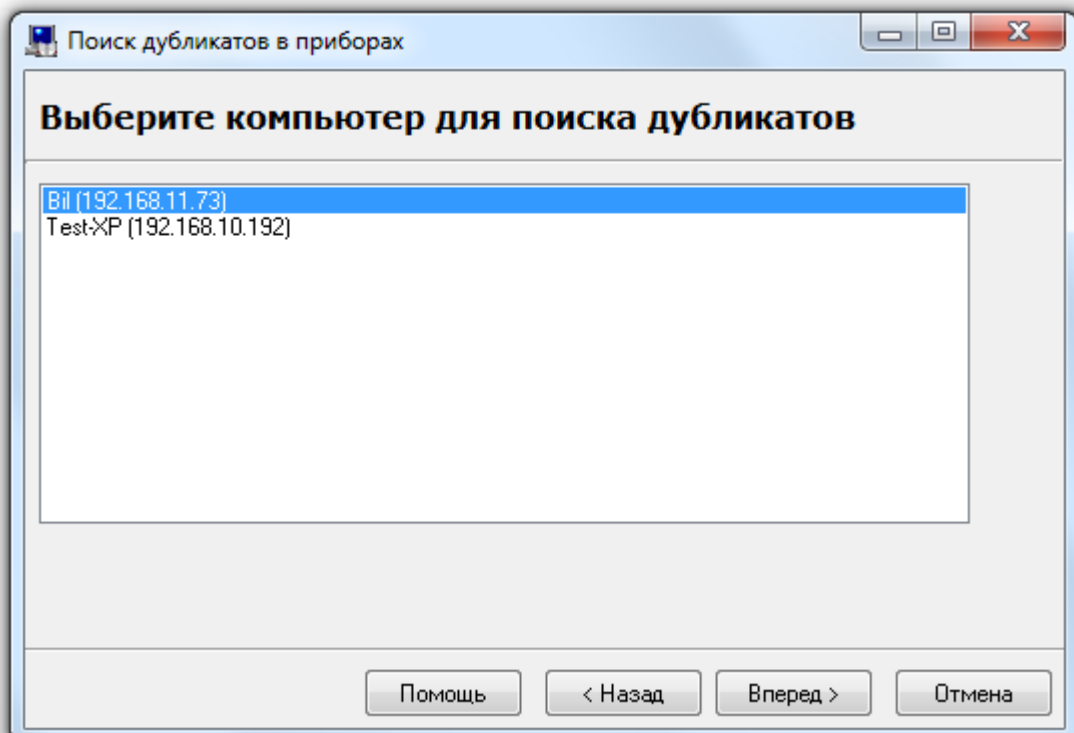 Поиск дубликатов в приборах
Выберите компьютер для поиска дубликатов
Bil (192.168.11.73)
Test-XP (192.168.10.192)
Помощь
< Назад
Вперед >
Отмена